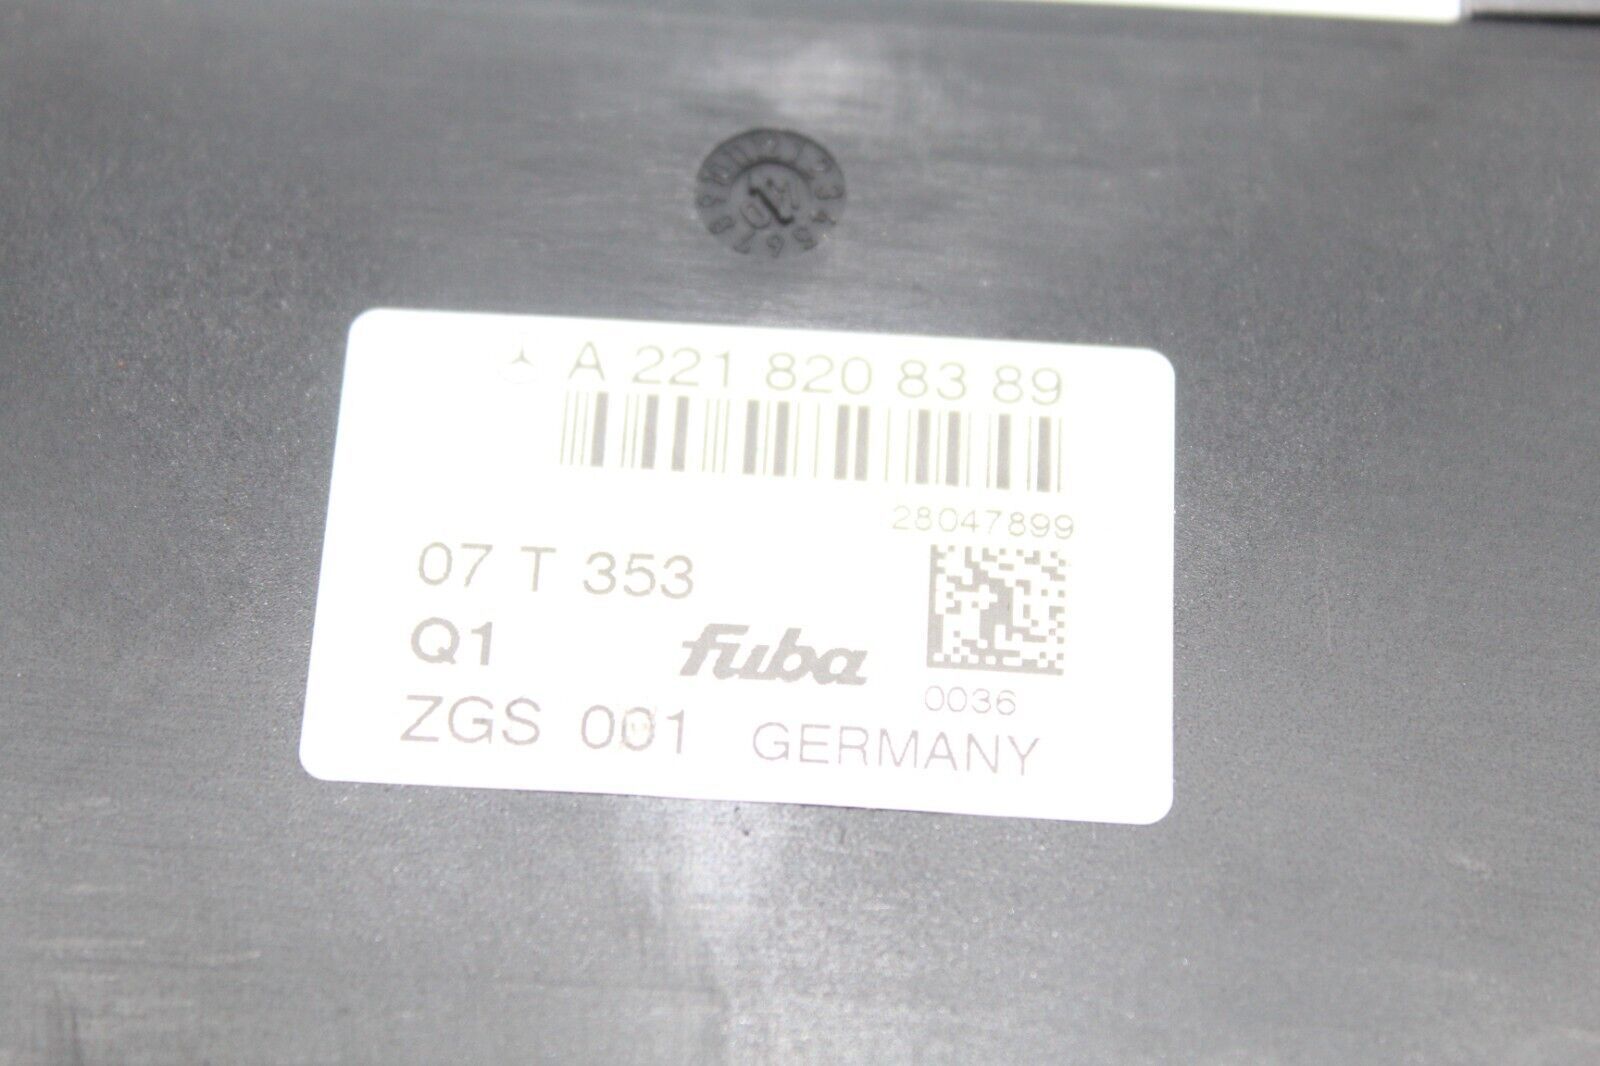 A 221 820 83 89
28047899
07 T 353
Q1
fuba
0036
ZGS 001
GERMANY